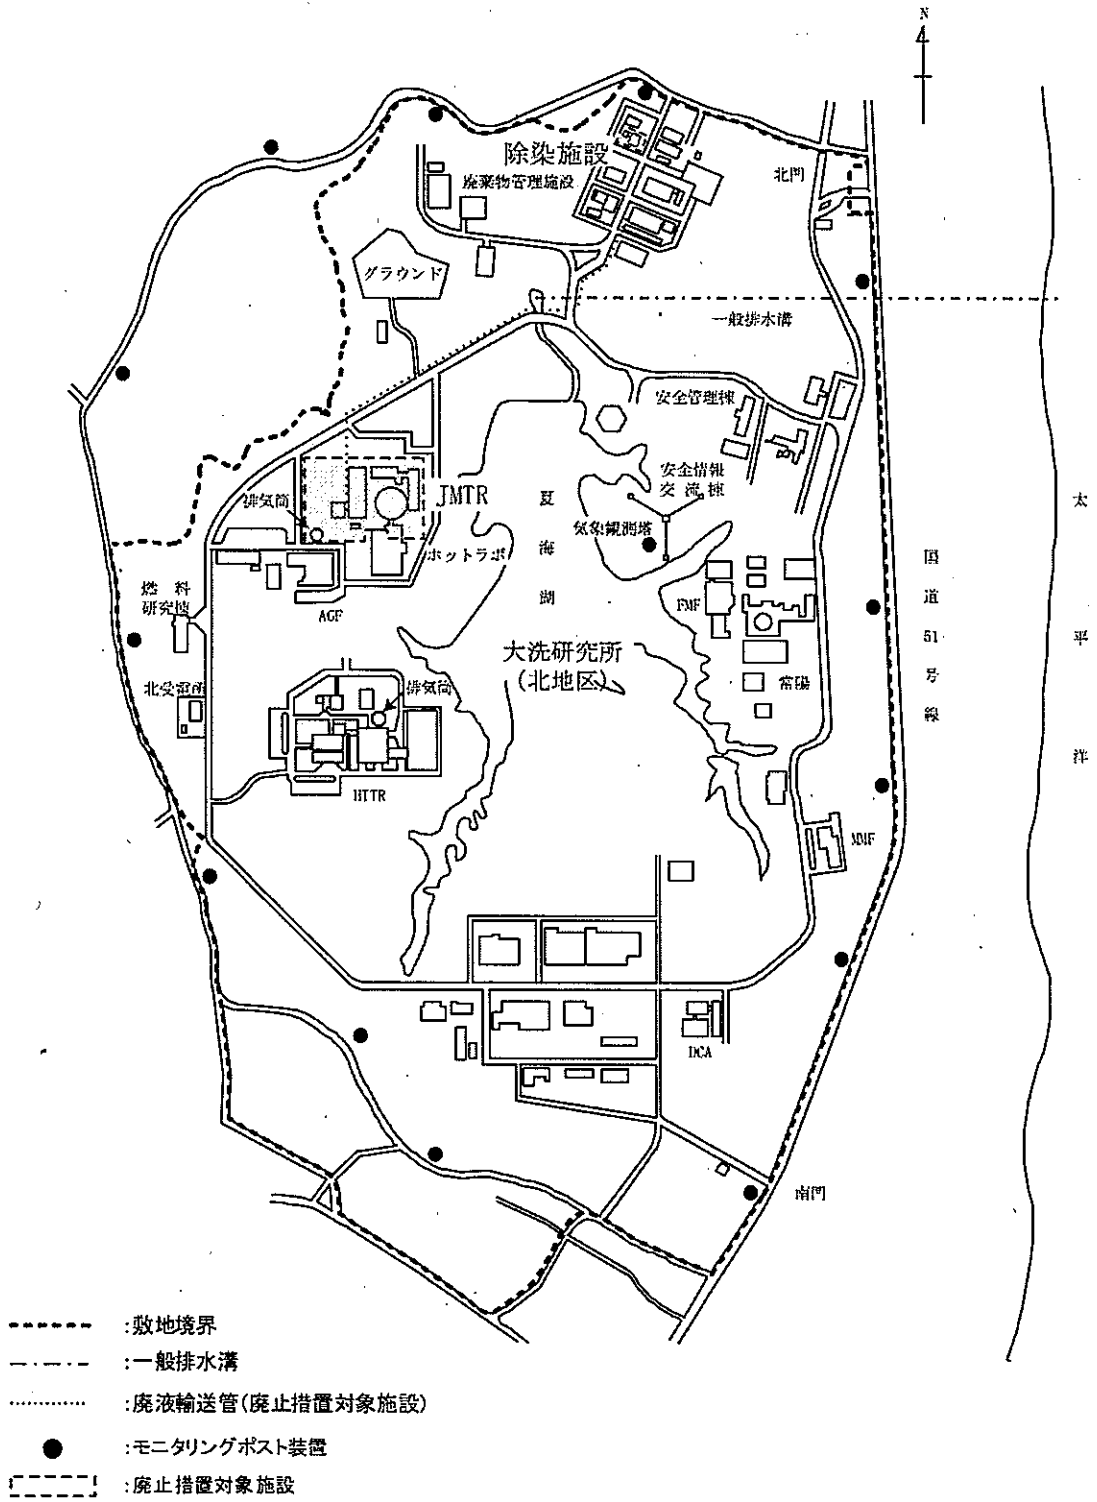 N
除染施設
廃棄物管理施設
北門
グラウンド
一般排水溝
安全管理棟
安全情報
交流棟
排気筒
JMTR
夏海湖
気象観測塔
太平洋
ホットラボ
国道51号線
燃料
研究棟
AGF
FMF
大洗研究所
(北地区)
北受電所
排気筒
常陽
HTTR
MMF
DCA
南門
:敷地境界
:一般排水溝
:廃液輸送管(廃止措置対象施設)
:モニタリングポスト装置
:廃止措置対象施設